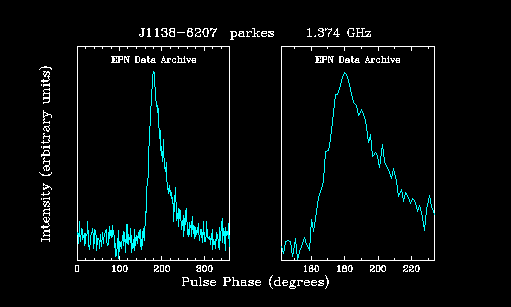 J1138-6207 parkes 1.374 GHz
EPN Data Archive EPN Data Archive
Intensity (arbitrary units)
0 100 200 300 160 180 200 220
Pulse Phase (degrees)